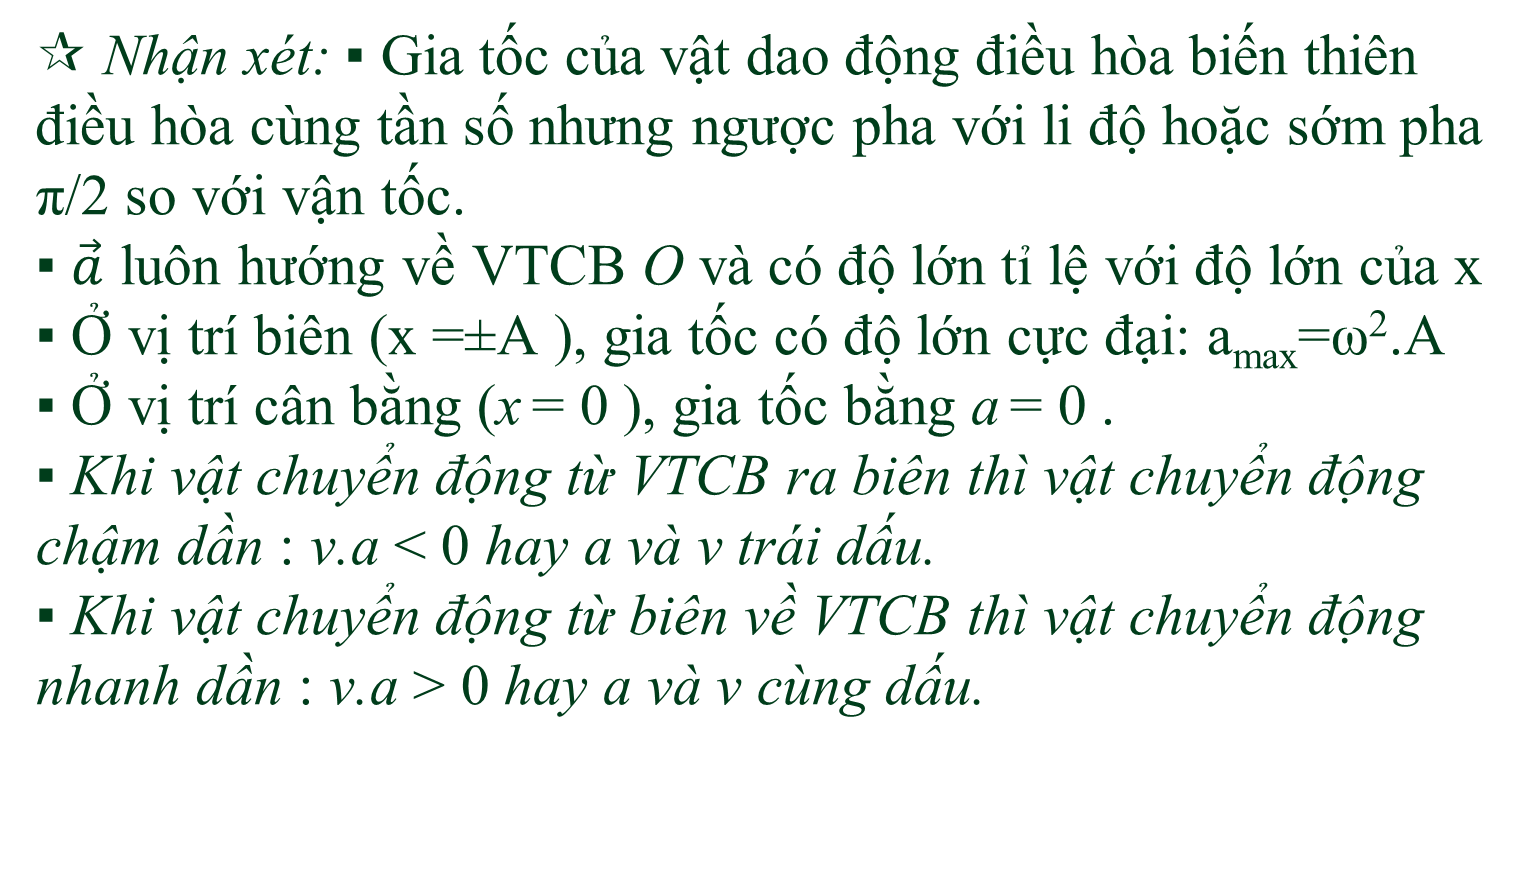 ☆ Nhận xét: ▪ Gia tốc của vật dao động điều hòa biến thiên
điều hòa cùng tần số nhưng ngược pha với li độ hoặc sớm pha
π/2 so với vận tốc.
▪ a⃗ luôn hướng về VTCB O và có độ lớn tỉ lệ với độ lớn của x
▪ Ở vị trí biên (x =±A ), gia tốc có độ lớn cực đại: aₘₐₓ=ω².A
▪ Ở vị trí cân bằng (x = 0 ), gia tốc bằng a = 0 .
▪ Khi vật chuyển động từ VTCB ra biên thì vật chuyển động
chậm dần : v.a < 0 hay a và v trái dấu.
▪ Khi vật chuyển động từ biên về VTCB thì vật chuyển động
nhanh dần : v.a > 0 hay a và v cùng dấu.